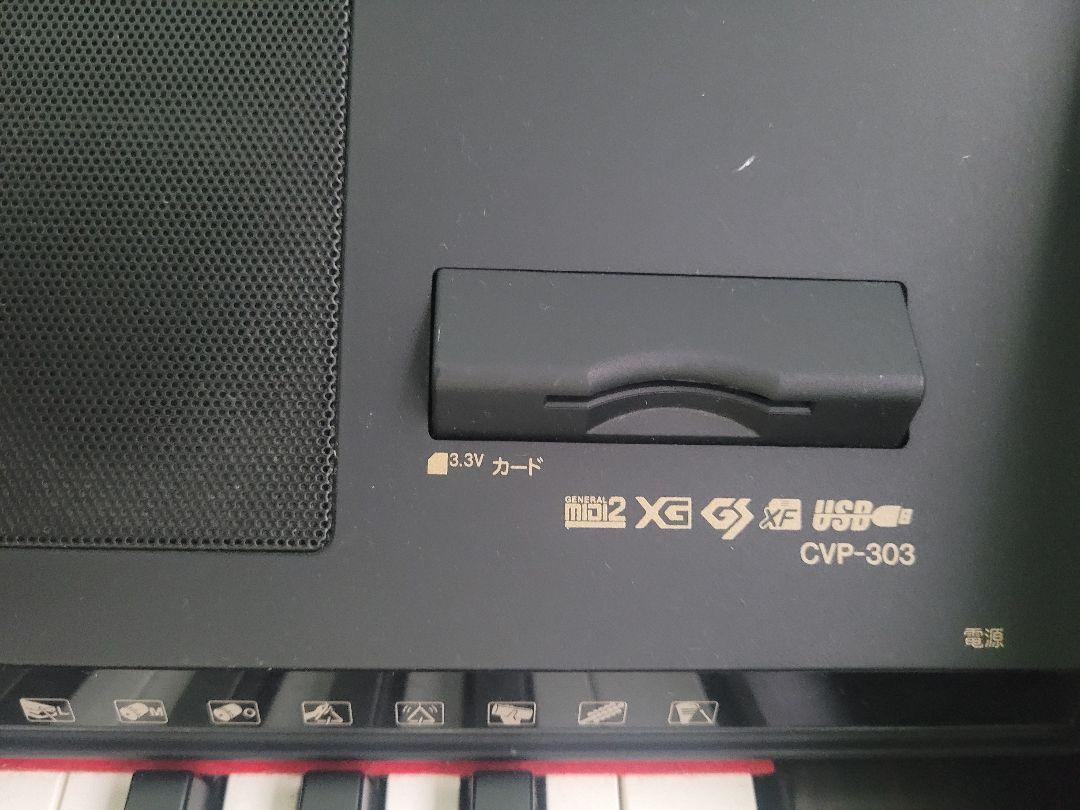 3.3V カード
GENERAL MIDI2 XG GS XF USB
CVP-303
電源
L M O